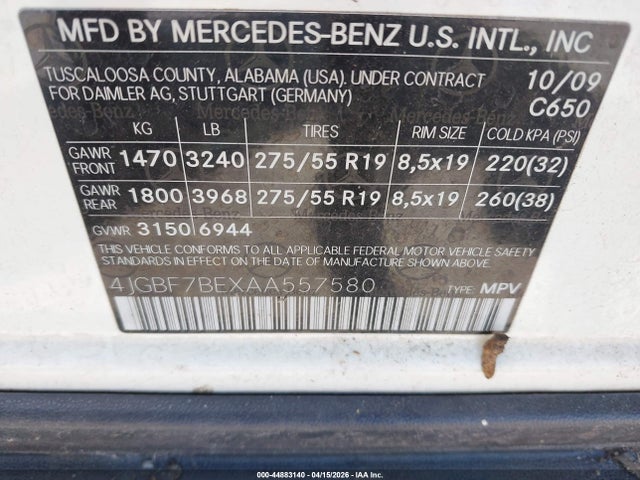 MFD BY MERCEDES-BENZ U.S. INTL., INC
TUSCALOOSA COUNTY, ALABAMA (USA). UNDER CONTRACT 10/09
FOR DAIMLER AG, STUTTGART (GERMANY) C650
KG LB TIRES RIM SIZE COLD KPA (PSI)
GAWR FRONT 1470 3240 275/55 R19 8,5x19 220(32)
GAWR REAR 1800 3968 275/55 R19 8,5x19 260(38)
GVWR 3150 6944
THIS VEHICLE CONFORMS TO ALL APPLICABLE FEDERAL MOTOR VEHICLE SAFETY
STANDARDS IN EFFECT ON THE DATE OF MANUFACTURE SHOWN ABOVE.
4JGBF7BEXAA557580 TYPE: MPV
000-44883140 - 04/15/2026 - IAA Inc.